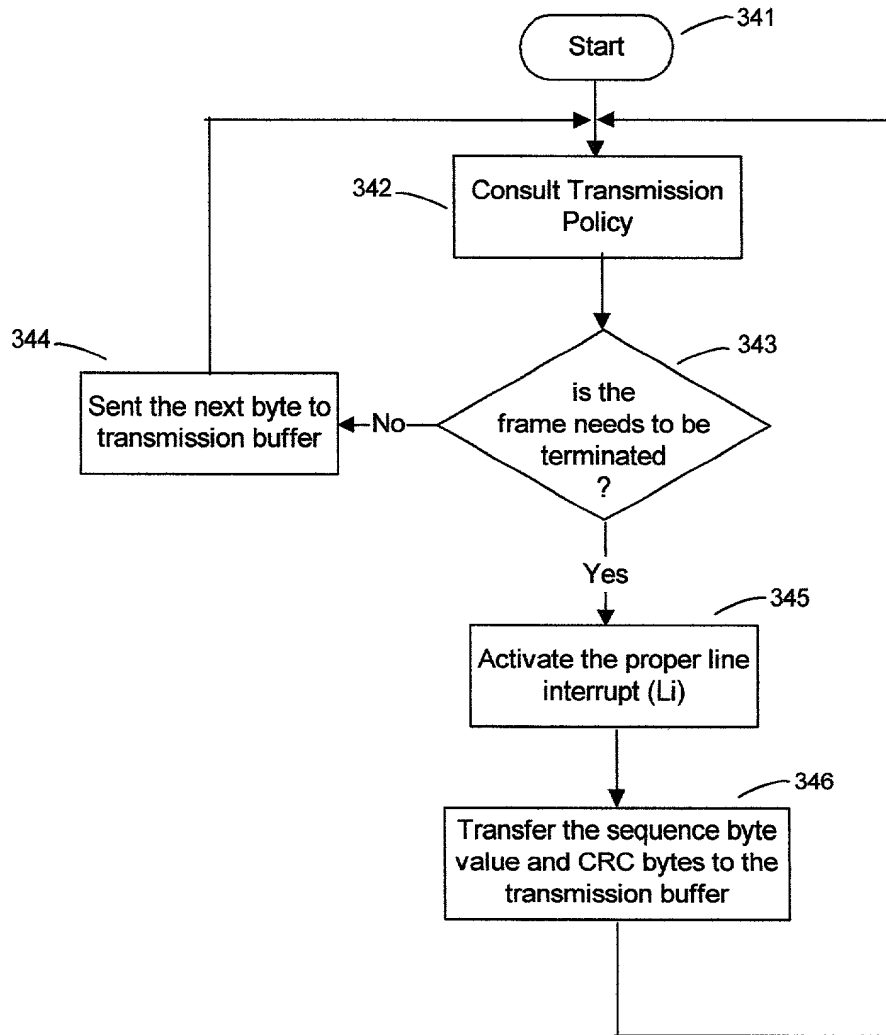 341
Start
342
Consult Transmission
Policy
343
344
is the
frame needs to be
terminated
?
Sent the next byte to
transmission buffer
No
Yes
345
Activate the proper line
interrupt (Li)
346
Transfer the sequence byte
value and CRC bytes to the
transmission buffer